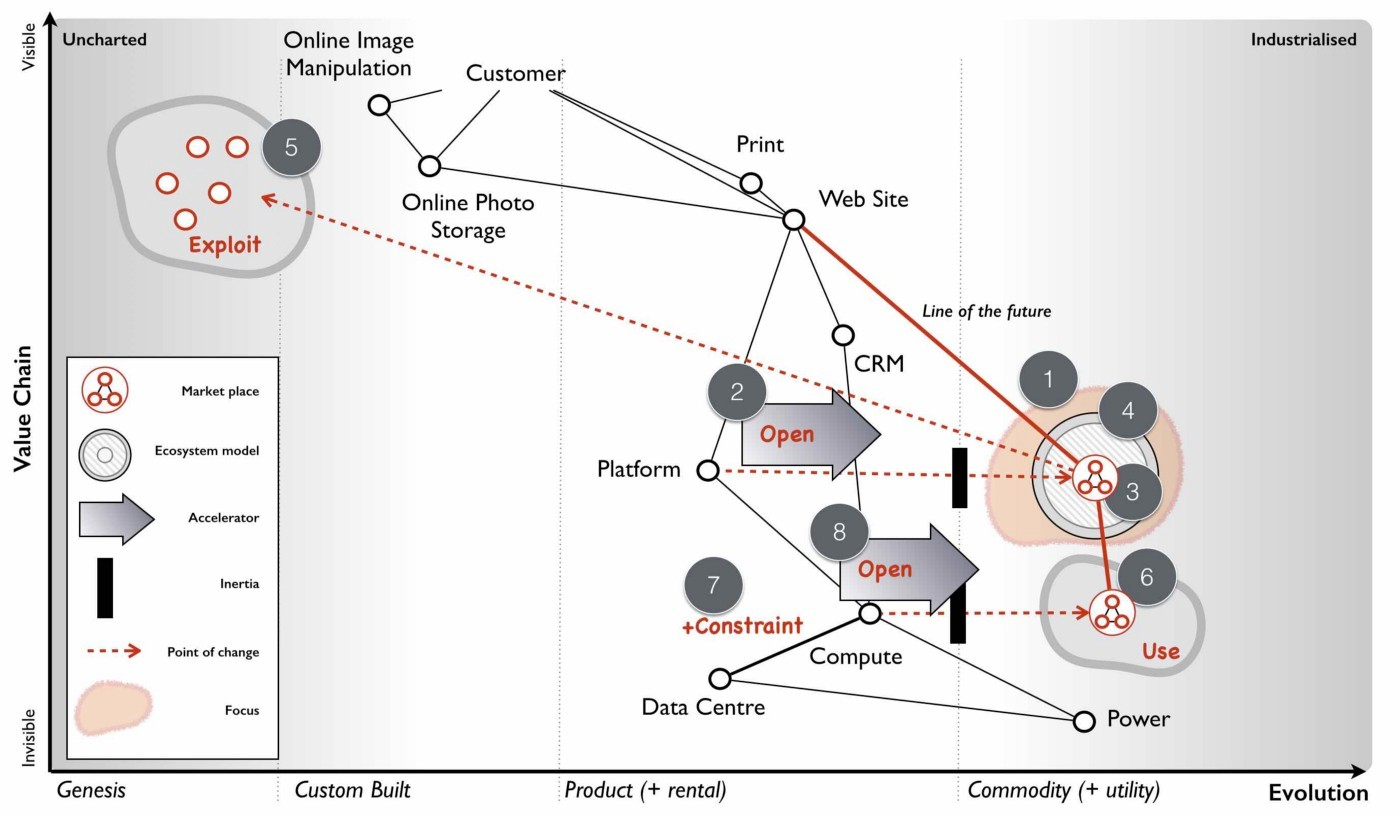 Visible
Uncharted
Industrialised
Online Image
Manipulation
Customer
5
Print
Web Site
Online Photo
Storage
Exploit
Line of the future
Value Chain
Market place
Ecosystem model
Accelerator
Inertia
Point of change
Focus
CRM
1
2
4
Open
Platform
3
8
Open
7
+Constraint
6
Compute
Use
Data Centre
Power
Invisible
Genesis
Custom Built
Product (+ rental)
Commodity (+ utility)
Evolution